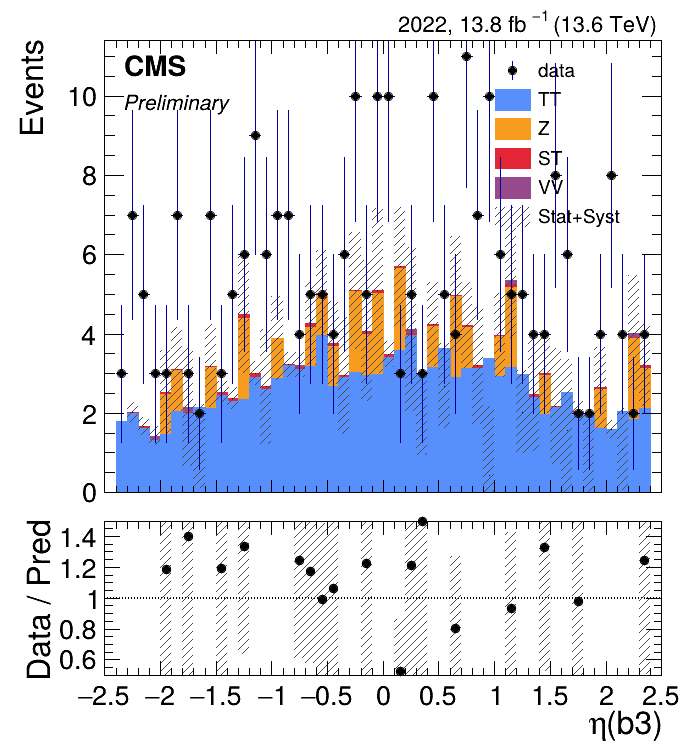 2022, 13.8 fb⁻¹ (13.6 TeV)
Events
CMS
Preliminary
data
TT
Z
ST
VV
Stat+Syst
10
8
6
4
2
0
Data / Pred
1.4
1.2
1
0.8
0.6
−2.5 −2 −1.5 −1 −0.5 0 0.5 1 1.5 2 2.5
η(b3)